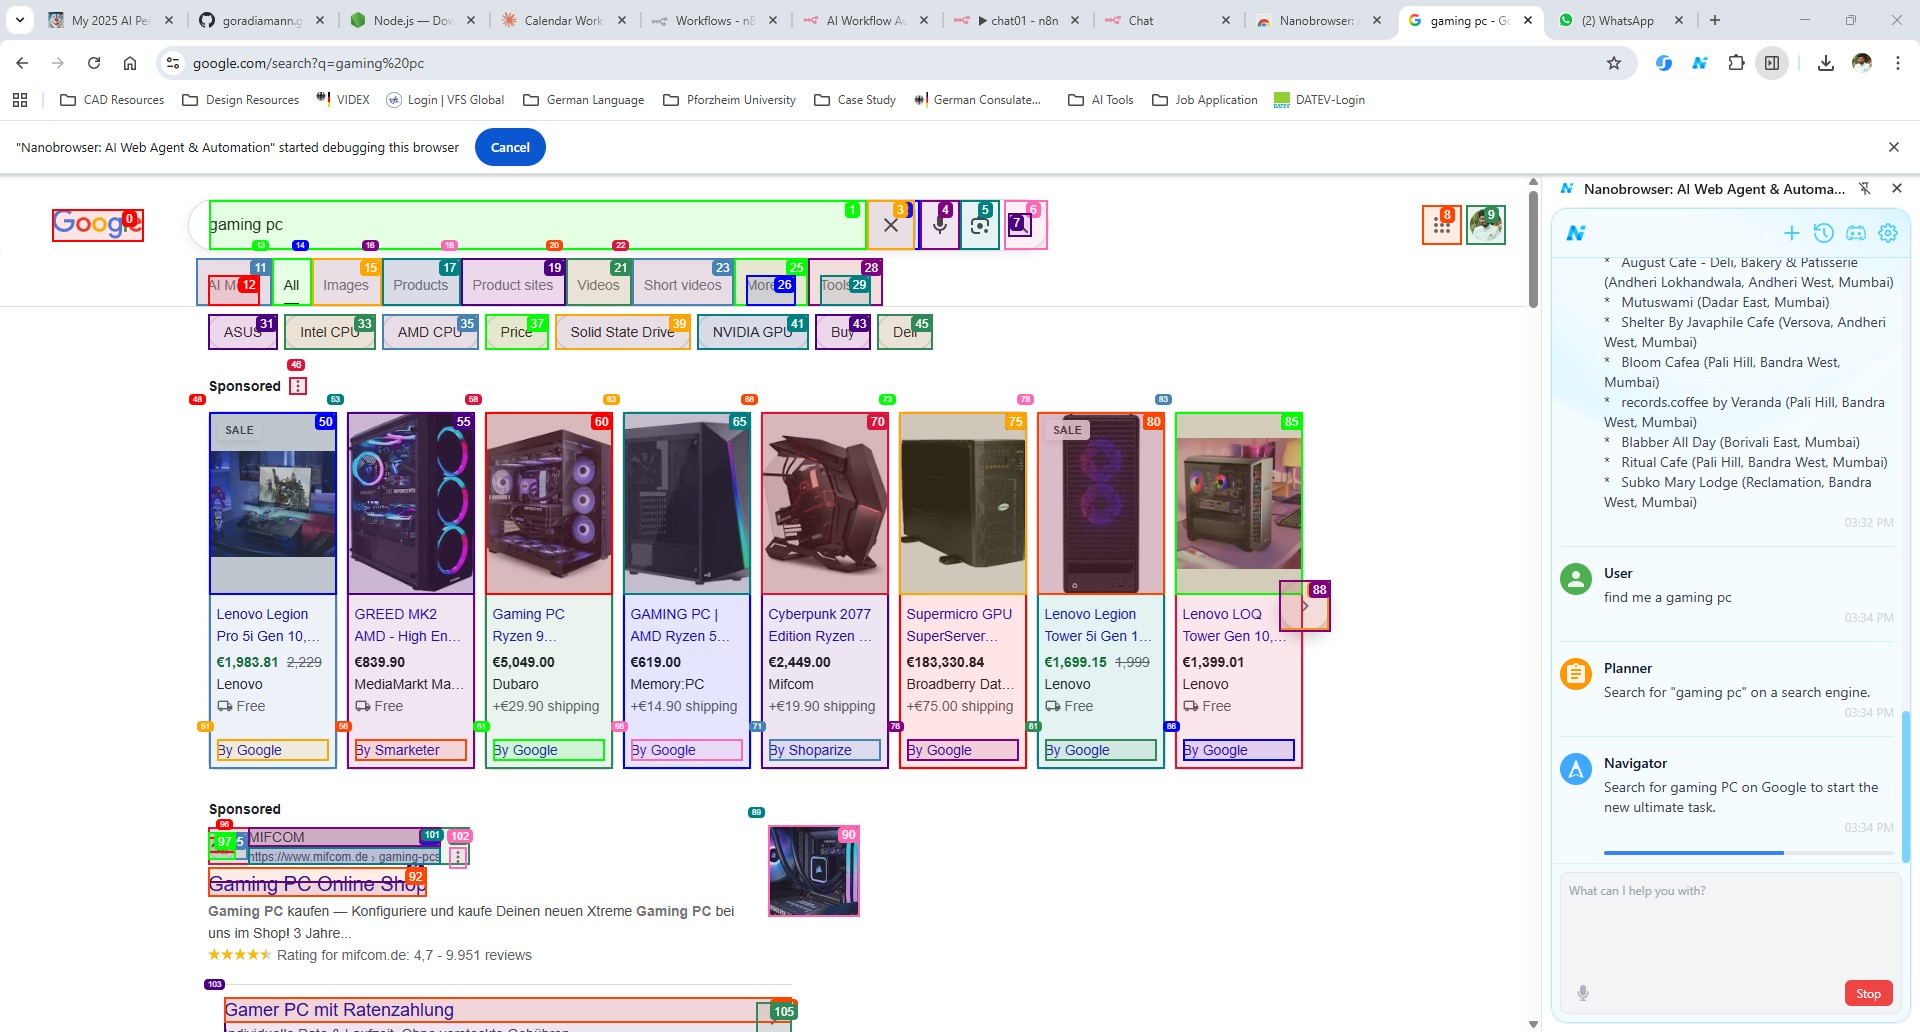 My 2025 AI Per
goradiamann.g
Node.js — Dow
Calendar Work
Workflows - n8
AI Workflow Au
▶ chat01 - n8n
Chat
Nanobrowser: A
gaming pc - Go
(2) WhatsApp
google.com/search?q=gaming%20pc
CAD Resources
Design Resources
VIDEX
Login | VFS Global
German Language
Pforzheim University
Case Study
German Consulate...
AI Tools
Job Application
DATEV-Login
"Nanobrowser: AI Web Agent & Automation" started debugging this browser
Cancel
Google 0
gaming pc 1
3 4 5 6 7 8 9
13 14 16 18 20 22
11 12
All
Images 15
Products 17
Product sites 19
Videos 21
Short videos 23
More 25 26
Tools 28 29
ASUS 31
Intel CPU 33
AMD CPU 35
Price 37
Solid State Drive 39
NVIDIA GPU 41
Buy 43
Dell 45
46
Sponsored
48 53 58 63 68 73 78 83
SALE 50
55
60
65
70
75
SALE 80
85
88
Lenovo Legion
Pro 5i Gen 10,...
€1,983.81 2,229
Lenovo
Free
51
By Google
GREED MK2
AMD - High En...
€839.90
MediaMarkt Ma...
Free
56
By Smarketer
Gaming PC
Ryzen 9...
€5,049.00
Dubaro
+€29.90 shipping
61
By Google
GAMING PC |
AMD Ryzen 5...
€619.00
Memory:PC
+€14.90 shipping
66
By Google
Cyberpunk 2077
Edition Ryzen ...
€2,449.00
Mifcom
+€19.90 shipping
71
By Shoparize
Supermicro GPU
SuperServer...
€183,330.84
Broadberry Dat...
+€75.00 shipping
76
By Google
Lenovo Legion
Tower 5i Gen 1...
€1,699.15 1,999
Lenovo
Free
81
By Google
Lenovo LOQ
Tower Gen 10,...
€1,399.01
Lenovo
Free
86
By Google
Sponsored
89
90
96
97
MIFCOM
101 102
https://www.mifcom.de › gaming-pcs
Gaming PC Online Shop 92
Gaming PC kaufen — Konfiguriere und kaufe Deinen neuen Xtreme Gaming PC bei
uns im Shop! 3 Jahre...
Rating for mifcom.de: 4,7 - 9.951 reviews
103
Gamer PC mit Ratenzahlung
105
Nanobrowser: AI Web Agent & Automa...
* August Cafe - Deli, Bakery & Patisserie
(Andheri Lokhandwala, Andheri West, Mumbai)
* Mutuswami (Dadar East, Mumbai)
* Shelter By Javaphile Cafe (Versova, Andheri
West, Mumbai)
* Bloom Cafea (Pali Hill, Bandra West,
Mumbai)
* records.coffee by Veranda (Pali Hill, Bandra
West, Mumbai)
* Blabber All Day (Borivali East, Mumbai)
* Ritual Cafe (Pali Hill, Bandra West, Mumbai)
* Subko Mary Lodge (Reclamation, Bandra
West, Mumbai)
03:32 PM
User
find me a gaming pc
03:34 PM
Planner
Search for "gaming pc" on a search engine.
03:34 PM
Navigator
Search for gaming PC on Google to start the
new ultimate task.
03:34 PM
What can I help you with?
Stop